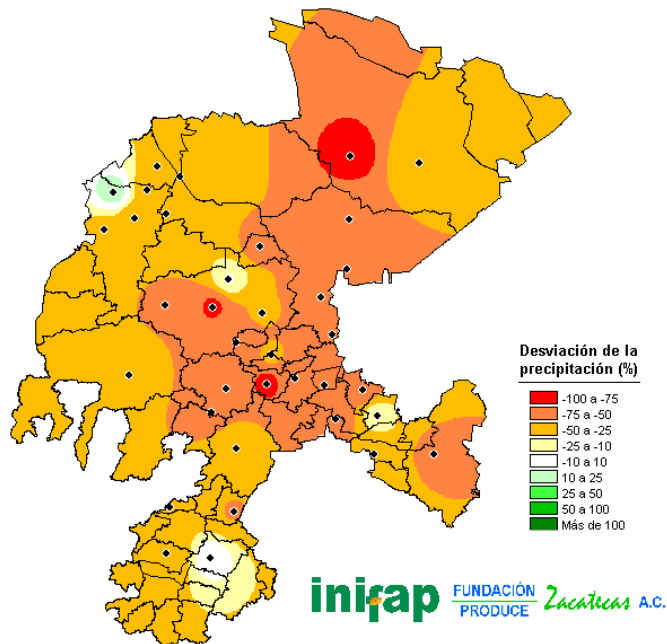 Desviación de la
precipitación (%)
-100 a -75
-75 a -50
-50 a -25
-25 a -10
-10 a 10
10 a 25
25 a 50
50 a 100
Más de 100
inifap
FUNDACIÓN
PRODUCE
Zacatecas A.C.